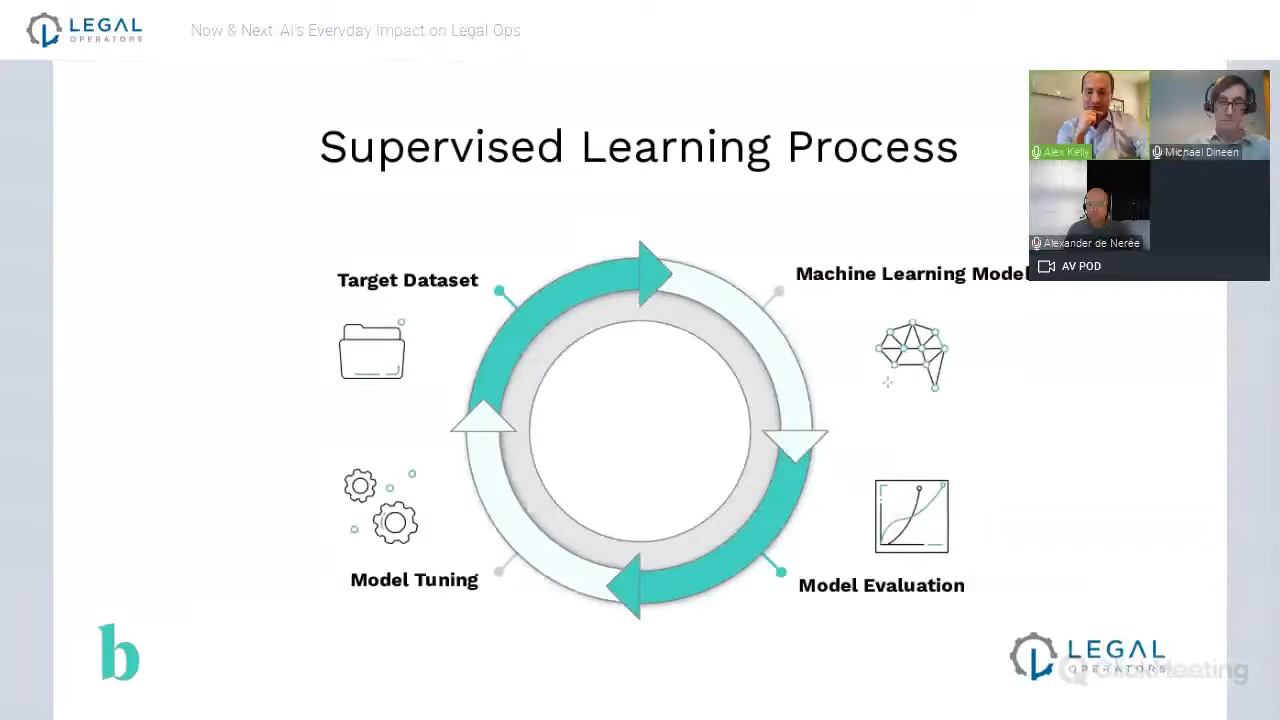 LEGAL
OPERATORS
Now & Next. AI's Everyday Impact on Legal Ops
Supervised Learning Process
Alex Kelly
Michael Dineen
Alexander de Nerée
AV POD
Target Dataset
Machine Learning Model
Model Tuning
Model Evaluation
b
LEGAL
OPERATORS
ClickMeeting